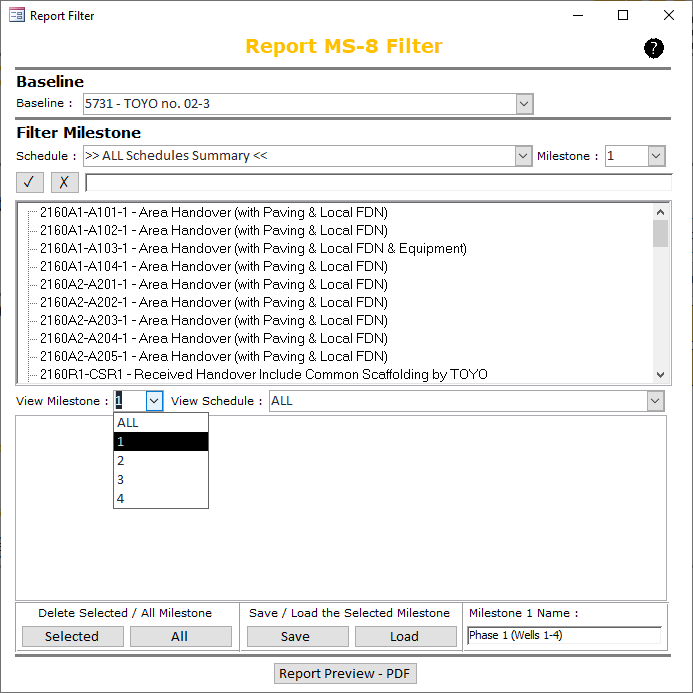 Report Filter
Report MS-8 Filter
?
Baseline
Baseline : 5731 - TOYO no. 02-3
Filter Milestone
Schedule : >> ALL Schedules Summary << Milestone : 1
✓ X
2160A1-A101-1 - Area Handover (with Paving & Local FDN)
2160A1-A102-1 - Area Handover (with Paving & Local FDN)
2160A1-A103-1 - Area Handover (with Paving & Local FDN & Equipment)
2160A1-A104-1 - Area Handover (with Paving & Local FDN)
2160A2-A201-1 - Area Handover (with Paving & Local FDN)
2160A2-A202-1 - Area Handover (with Paving & Local FDN)
2160A2-A203-1 - Area Handover (with Paving & Local FDN)
2160A2-A204-1 - Area Handover (with Paving & Local FDN)
2160A2-A205-1 - Area Handover (with Paving & Local FDN)
2160R1-CSR1 - Received Handover Include Common Scaffolding by TOYO
View Milestone : 1 View Schedule : ALL
ALL
1
2
3
4
Delete Selected / All Milestone Save / Load the Selected Milestone Milestone 1 Name :
Selected All Save Load Phase 1 (Wells 1-4)
Report Preview - PDF